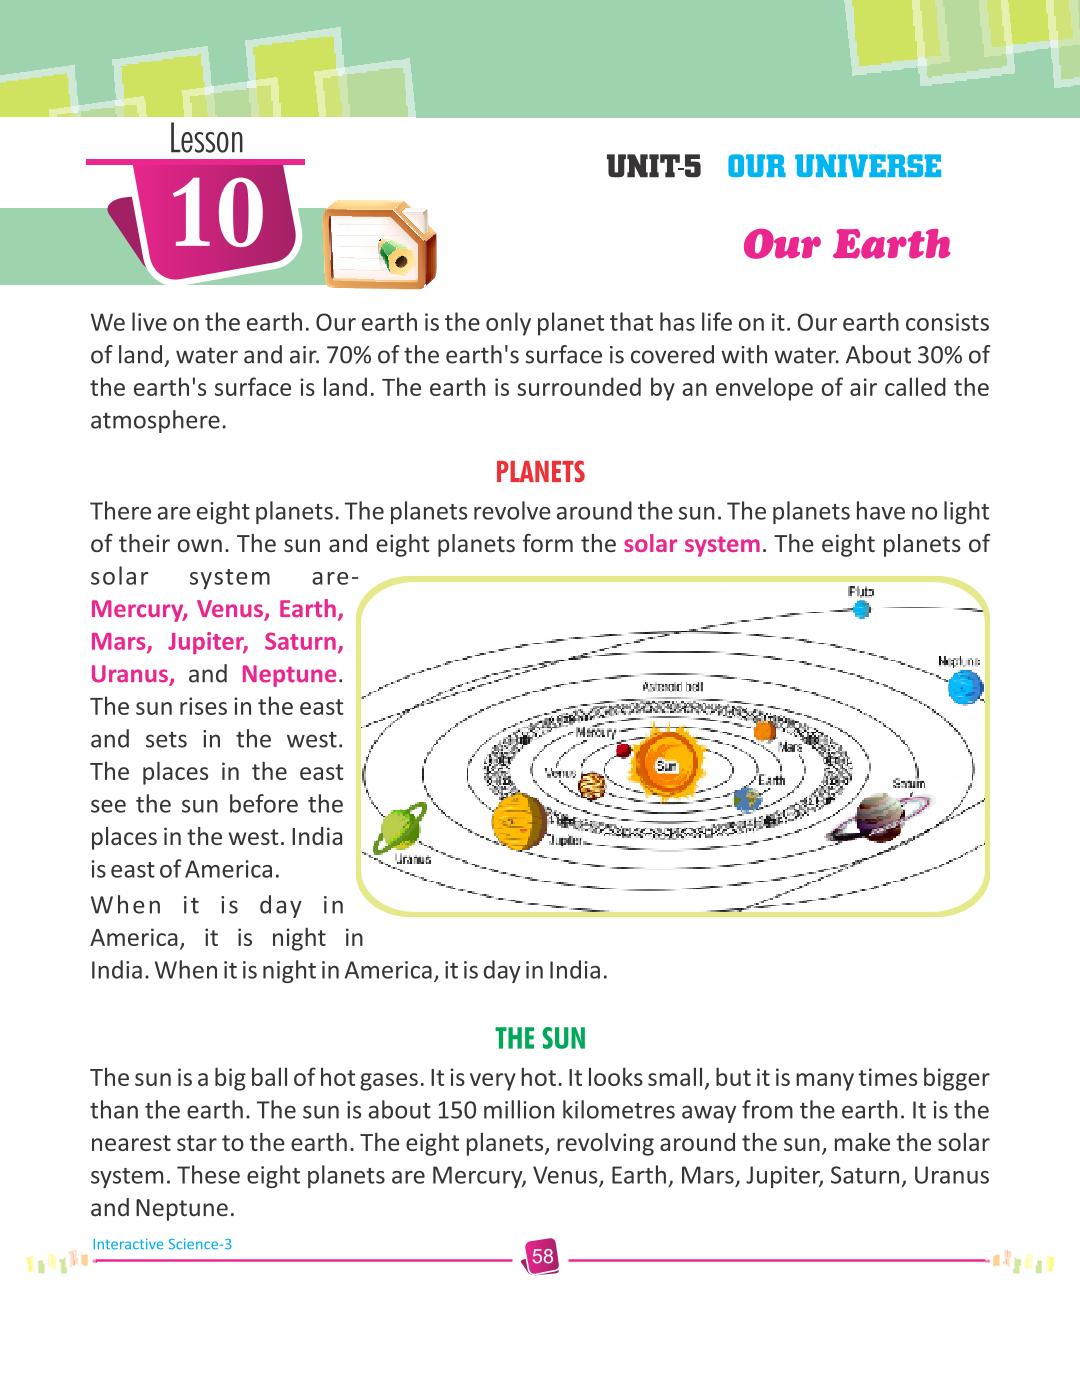 Lesson
10
UNIT-5 OUR UNIVERSE
Our Earth
We live on the earth. Our earth is the only planet that has life on it. Our earth consists
of land, water and air. 70% of the earth's surface is covered with water. About 30% of
the earth's surface is land. The earth is surrounded by an envelope of air called the
atmosphere.
PLANETS
There are eight planets. The planets revolve around the sun. The planets have no light
of their own. The sun and eight planets form the solar system. The eight planets of
solar system are-
Mercury, Venus, Earth,
Mars, Jupiter, Saturn,
Uranus, and Neptune.
The sun rises in the east
and sets in the west.
The places in the east
see the sun before the
places in the west. India
is east of America.
When it is day in
America, it is night in
India. When it is night in America, it is day in India.
Pluto
Neptune
Asteroid belt
Mercury
Mars
Sun
Venus
Earth
Saturn
Jupiter
Uranus
THE SUN
The sun is a big ball of hot gases. It is very hot. It looks small, but it is many times bigger
than the earth. The sun is about 150 million kilometres away from the earth. It is the
nearest star to the earth. The eight planets, revolving around the sun, make the solar
system. These eight planets are Mercury, Venus, Earth, Mars, Jupiter, Saturn, Uranus
and Neptune.
Interactive Science-3
58